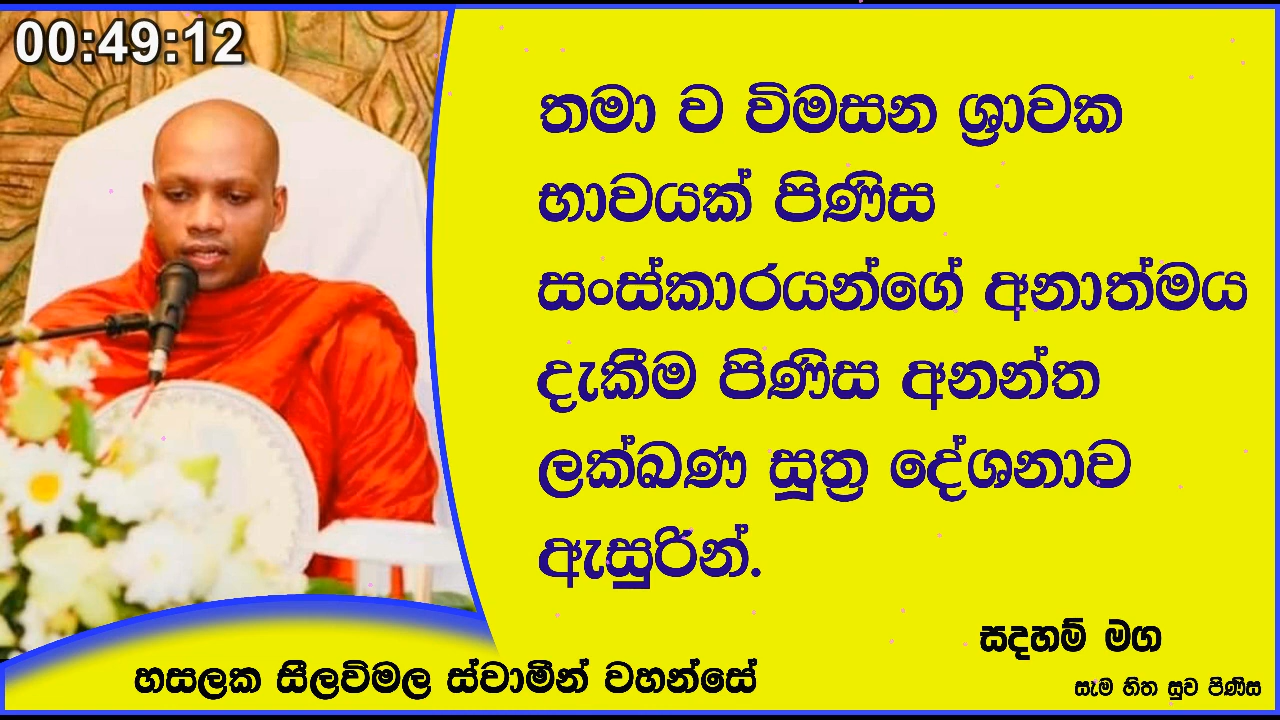 00:49:12
තමා ව විමසන ශ්‍රාවක
භාවයක් පිණිස
සංස්කාරයන්ගේ අනාත්මය
දැකීම පිණිස අනන්ත
ලක්ඛණ සූත්‍ර දේශනාව
ඇසුරින්.
සදහම් මග
හසලක සීලවිමල ස්වාමීන් වහන්සේ
සැම හිත සුව පිණිස